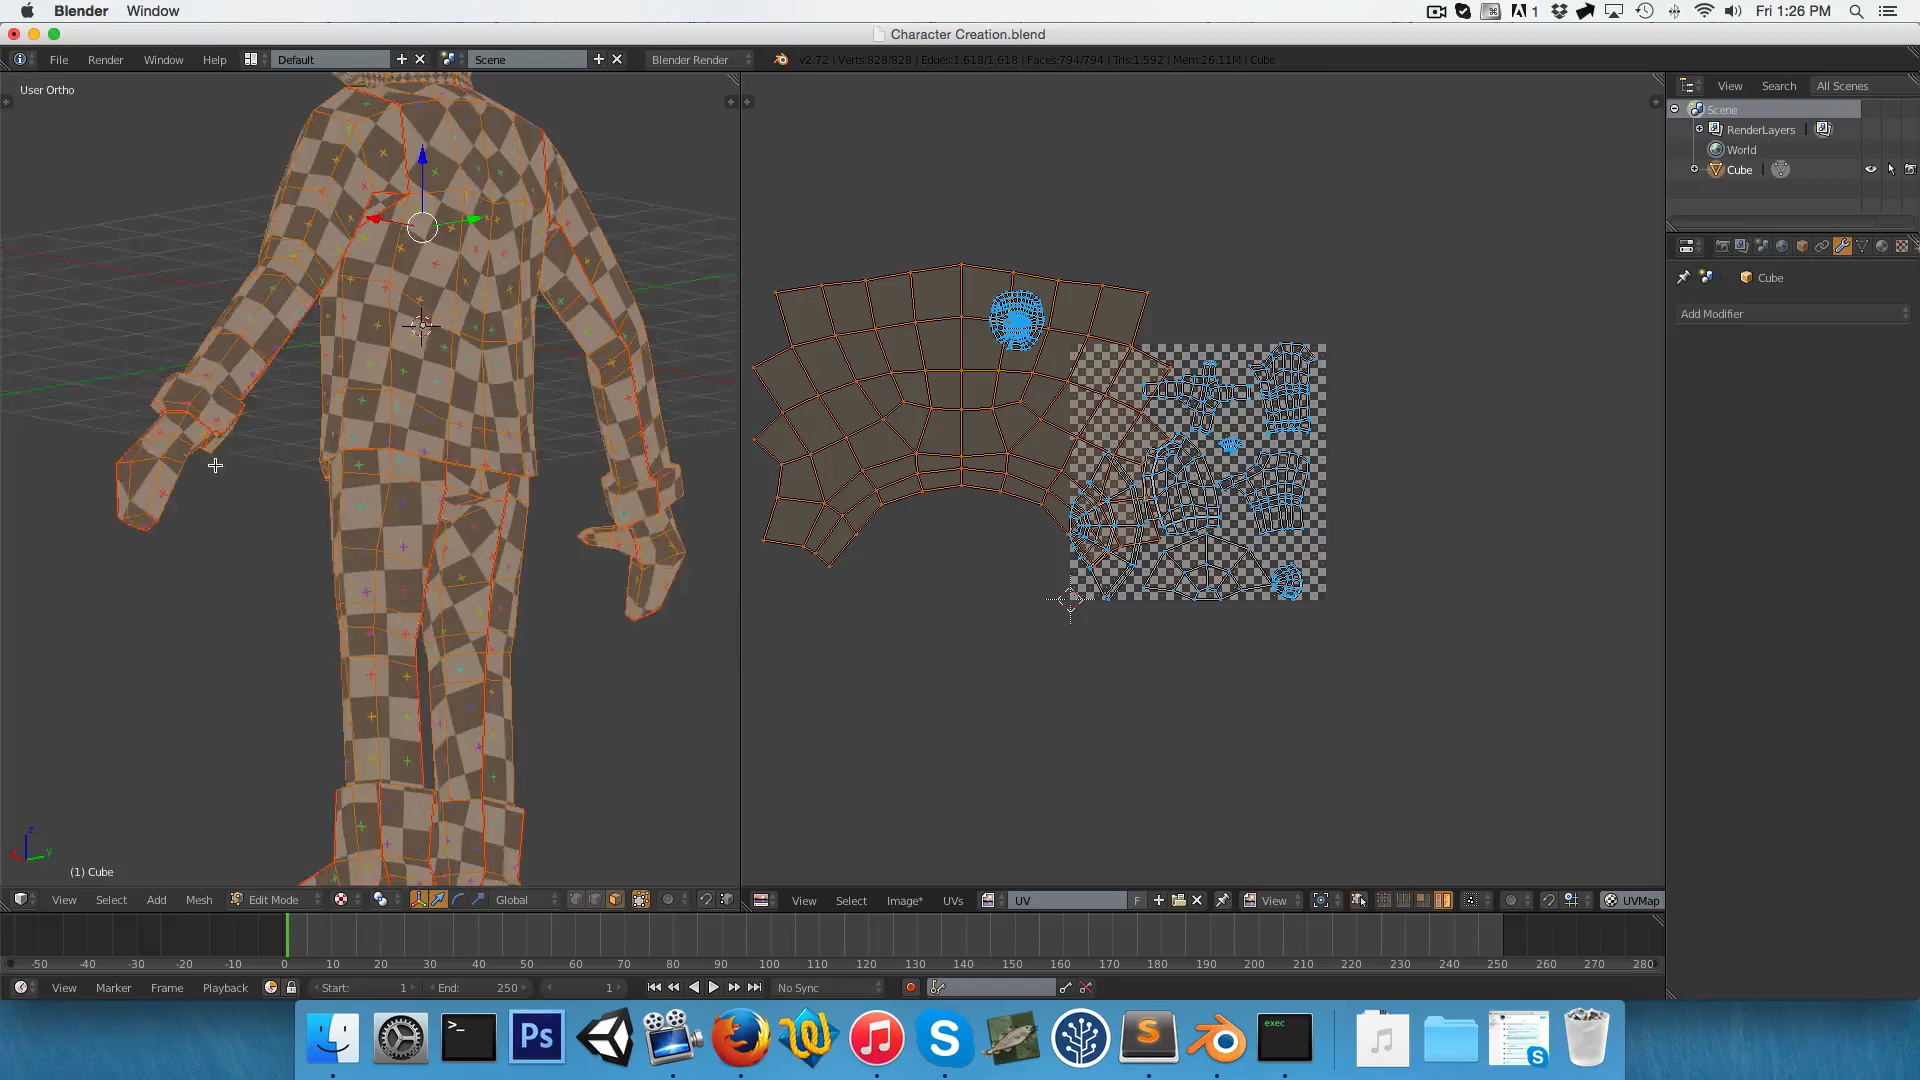 Blender Window A 1 Fri 1:26 PM
Character Creation.blend
File Render Window Help Default Scene Blender Render v2.72 | Verts:828/828 | Edges:1,618/1,618 | Faces:794/794 | Tris:1,592 | Mem:26.11M | Cube
User Ortho
View Search All Scenes
Scene
RenderLayers
World
Cube
Cube
Add Modifier
z
x y
(1) Cube
View Select Add Mesh Edit Mode Global
View Select Image* UVs UV F View UVMap
-50 -40 -30 -20 -10 0 10 20 30 40 50 60 70 80 90 100 110 120 130 140 150 160 170 180 190 200 210 220 230 240 250 260 270 280
View Marker Frame Playback Start: 1 End: 250 1 No Sync
>_
Ps
S
S
exec
S